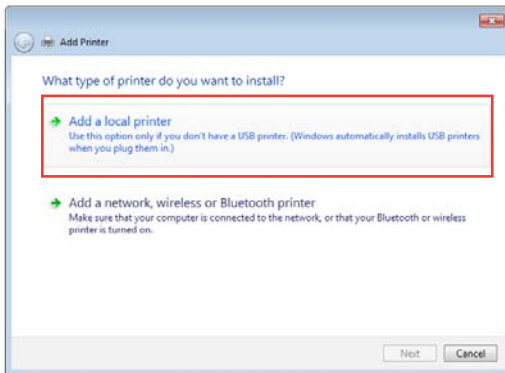 Add Printer
What type of printer do you want to install?
Add a local printer
Use this option only if you don't have a USB printer. (Windows automatically installs USB printers
when you plug them in.)
Add a network, wireless or Bluetooth printer
Make sure that your computer is connected to the network, or that your Bluetooth or wireless
printer is turned on.
Next Cancel